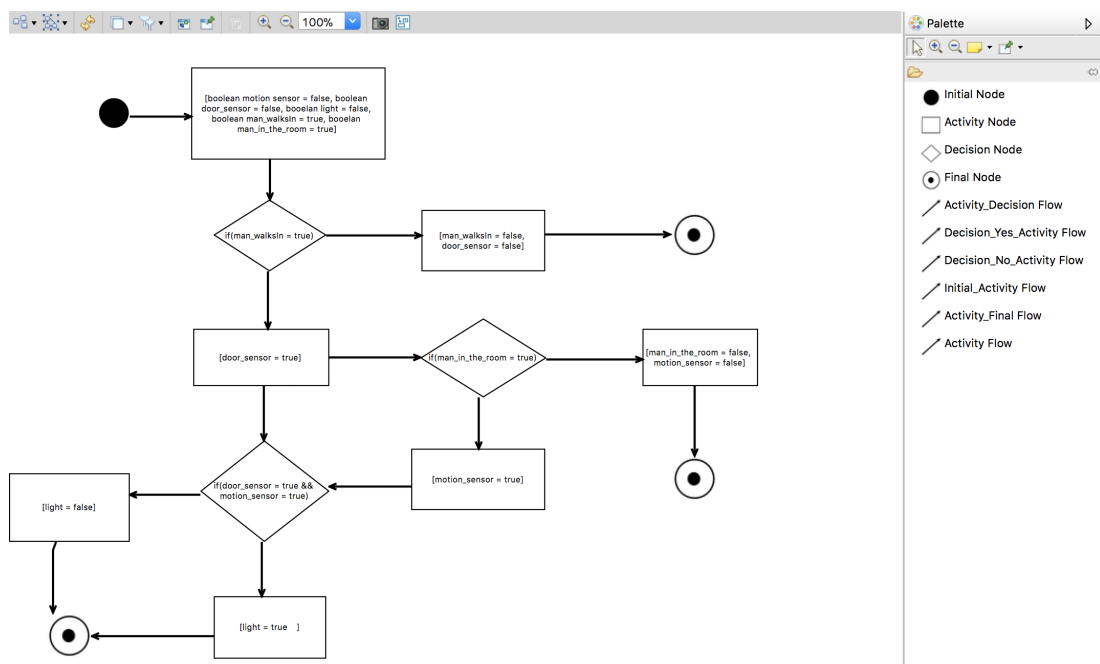 100%
Palette
[boolean motion sensor = false, boolean
door_sensor = false, booelan light = false,
boolean man_walksIn = true, booelan
man_in_the_room = true]
if(man_walksIn = true)
[man_walksIn = false,
door_sensor = false]
[door_sensor = true]
if(man_in_the_room = true)
[man_in_the_room = false,
motion_sensor = false]
if(door_sensor = true &&
motion_sensor = true)
[motion_sensor = true]
[light = false]
[light = true    ]
Initial Node
Activity Node
Decision Node
Final Node
Activity_Decision Flow
Decision_Yes_Activity Flow
Decision_No_Activity Flow
Initial_Activity Flow
Activity_Final Flow
Activity Flow